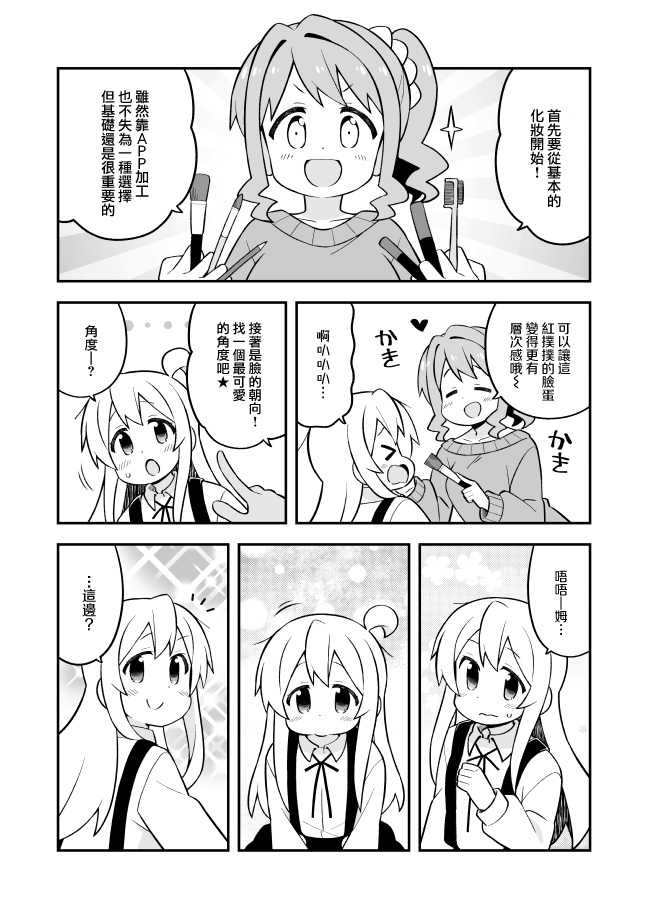 首先要從基本的
化妝開始！
雖然靠APP加工
也不失為一種選擇
但基礎還是很重要的
可以讓這
紅撲撲的臉蛋
變得更有
層次感哦～
かき
かき
啊叭叭叭…
接著是臉的朝向！
找一個最可愛
的角度吧★
角度—？
唔唔—姆…
…這邊？